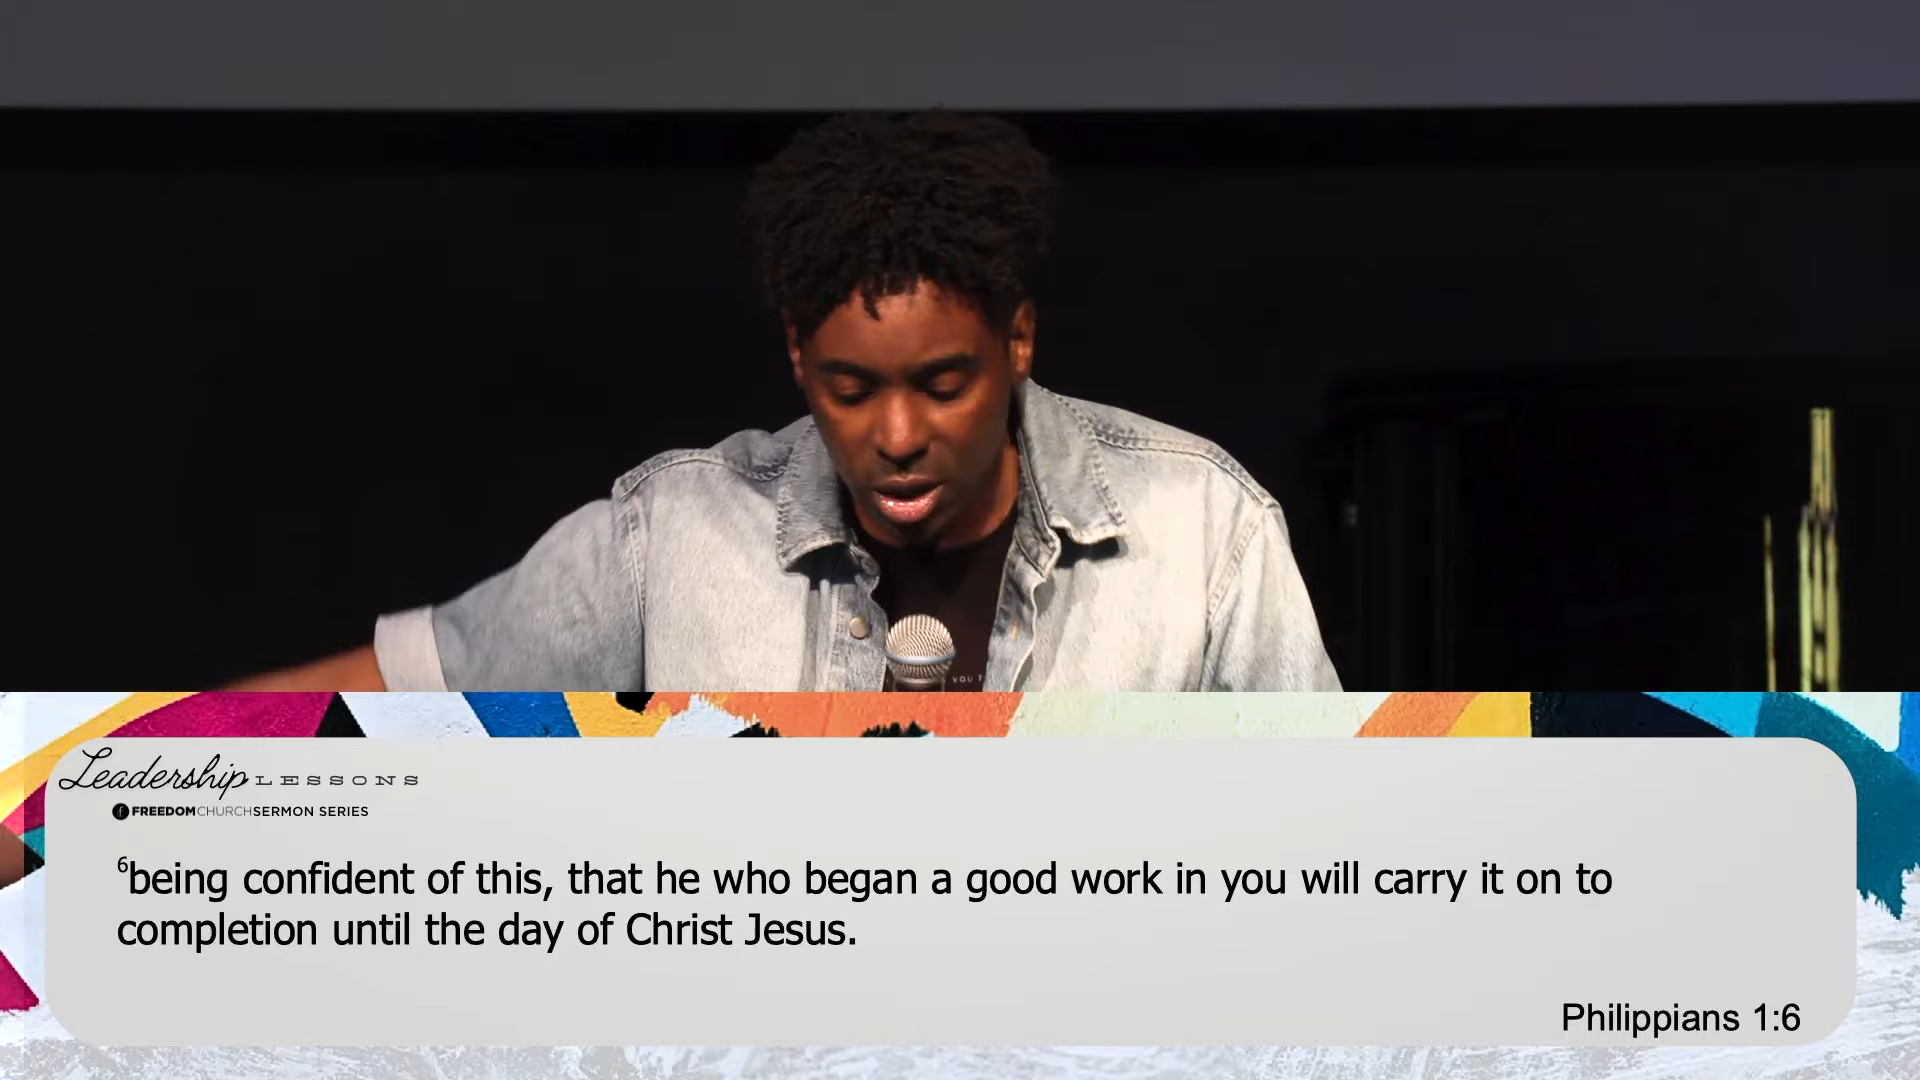 YOU
Leadership LESSONS
f FREEDOMCHURCHSERMON SERIES
6being confident of this, that he who began a good work in you will carry it on to
completion until the day of Christ Jesus.
Philippians 1:6